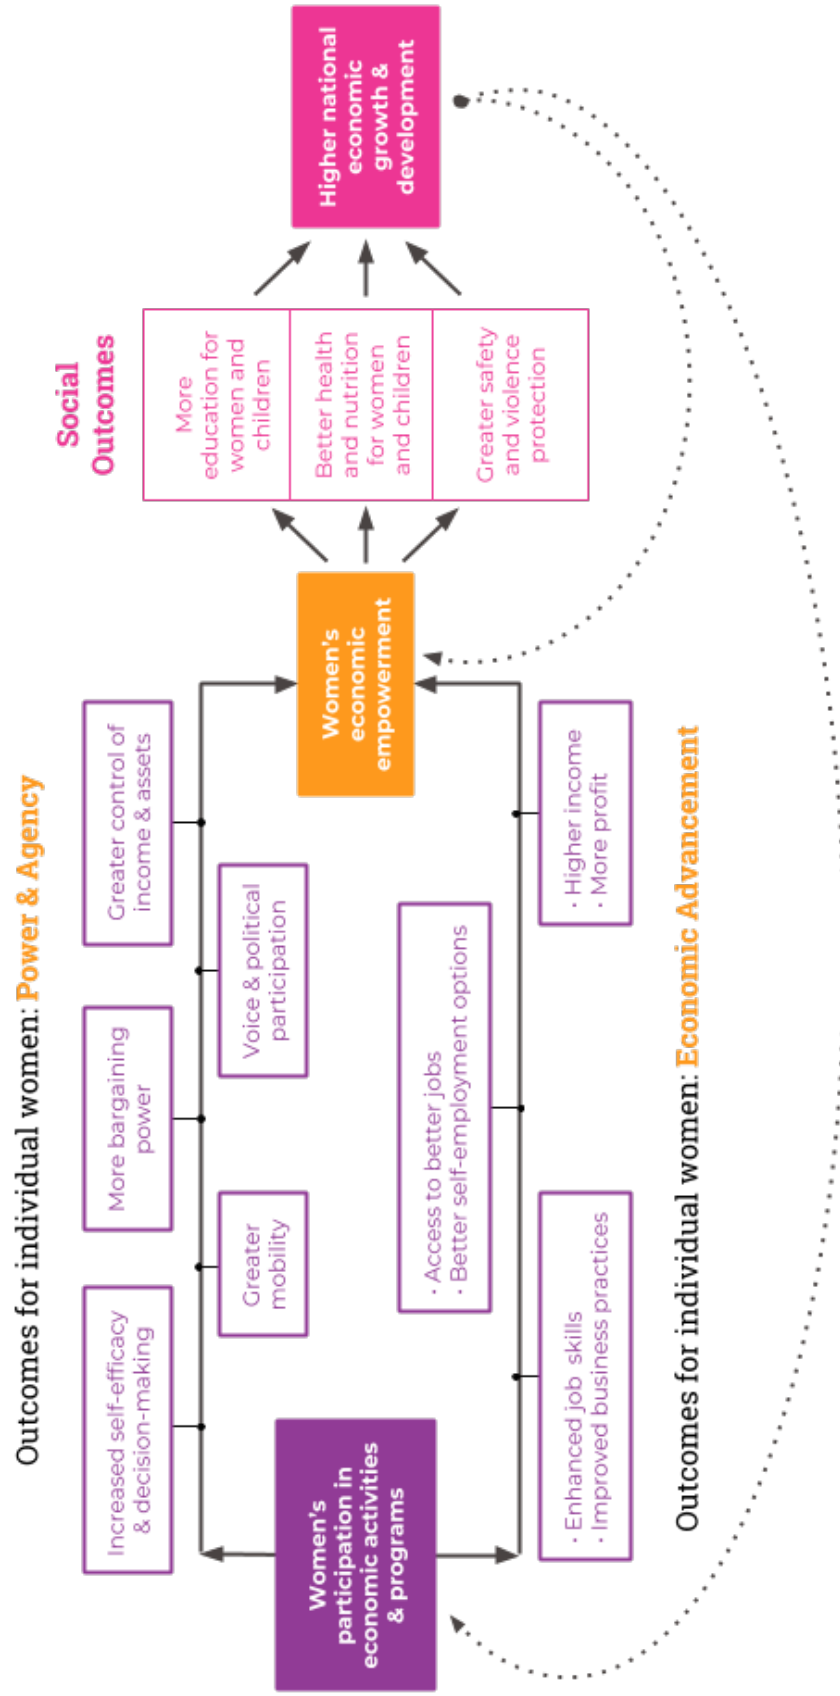 Outcomes for individual women: Power & Agency
Increased self-efficacy
& decision-making
More bargaining
power
Greater control of
income & assets
Greater
mobility
Voice & political
participation
Women's
participation in
economic activities
& programs
Women's
economic
empowerment
Social
Outcomes
More
education for
women and
children
Better health
and nutrition
for women
and children
Greater safety
and violence
protection
Higher national
economic
growth &
development
· Access to better jobs
· Better self-employment options
· Enhanced job skills
· Improved business practices
· Higher income
· More profit
Outcomes for individual women: Economic Advancement